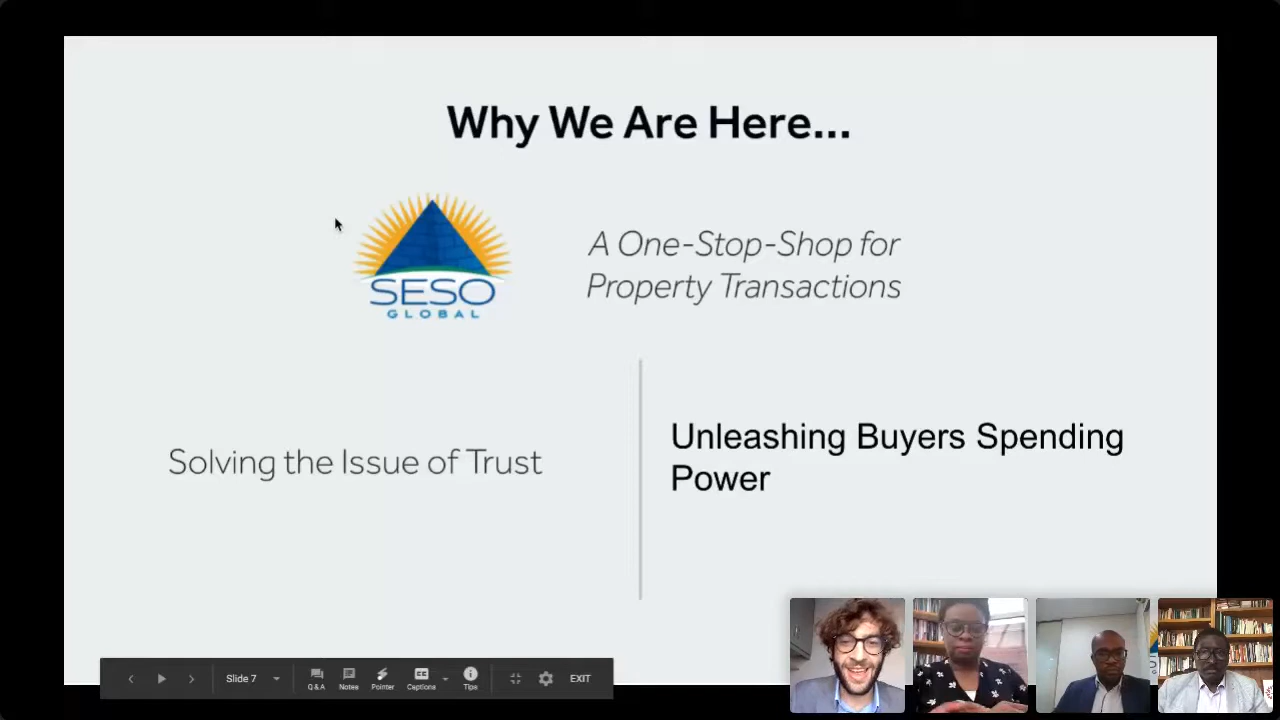 Why We Are Here...
A One-Stop-Shop for
Property Transactions
SESO
GLOBAL
Solving the Issue of Trust
Unleashing Buyers Spending
Power
Slide 7
Q&A
Notes
Pointer
Captions
CC
Tips
EXIT